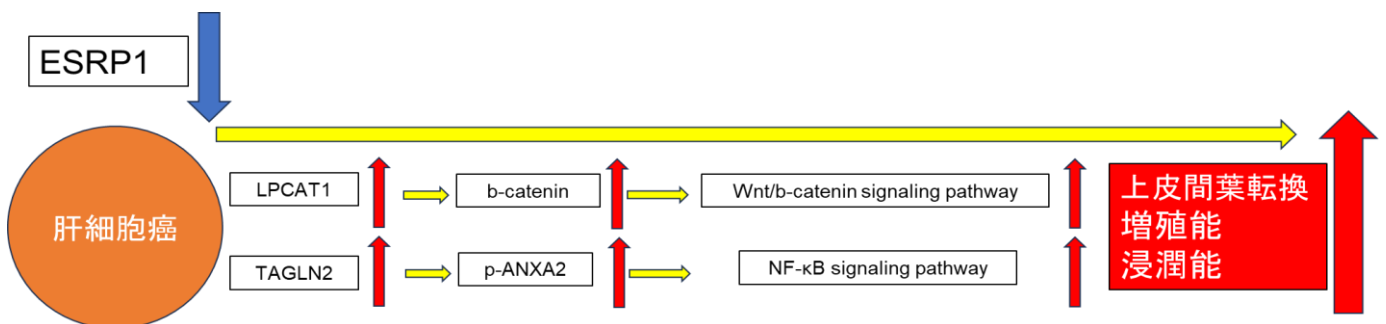 ESRP1
肝細胞癌
LPCAT1
b-catenin
Wnt/b-catenin signaling pathway
TAGLN2
p-ANXA2
NF-κB signaling pathway
上皮間葉転換
増殖能
浸潤能